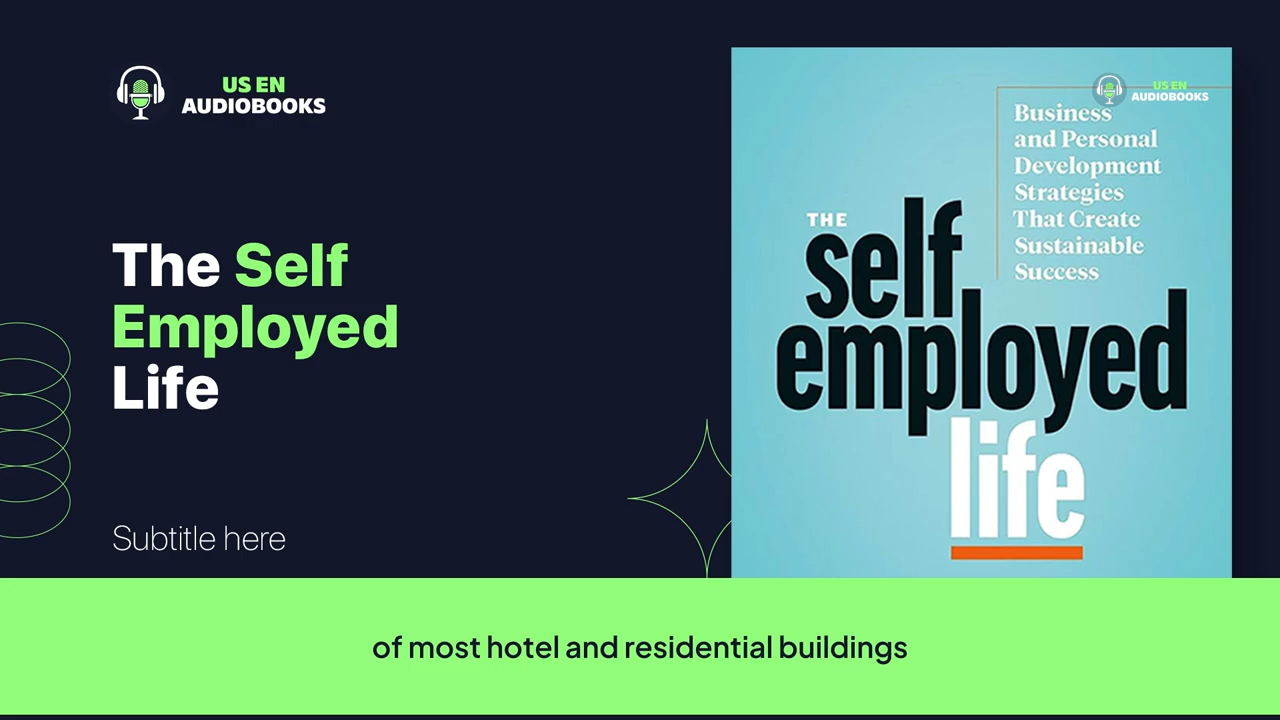 US EN
AUDIOBOOKS
The Self
Employed
Life
Subtitle here
US EN
AUDIOBOOKS
Business
and Personal
Development
Strategies
That Create
Sustainable
Success
THE
self
employed
life
of most hotel and residential buildings